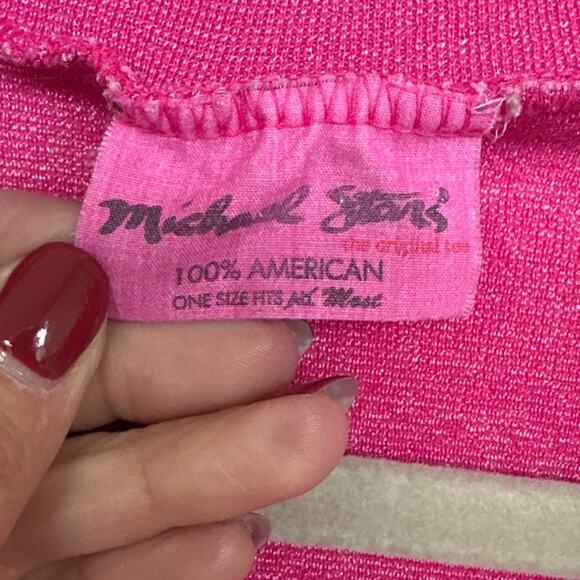 Michael Stars
the original tee
100% AMERICAN
ONE SIZE FITS All Most